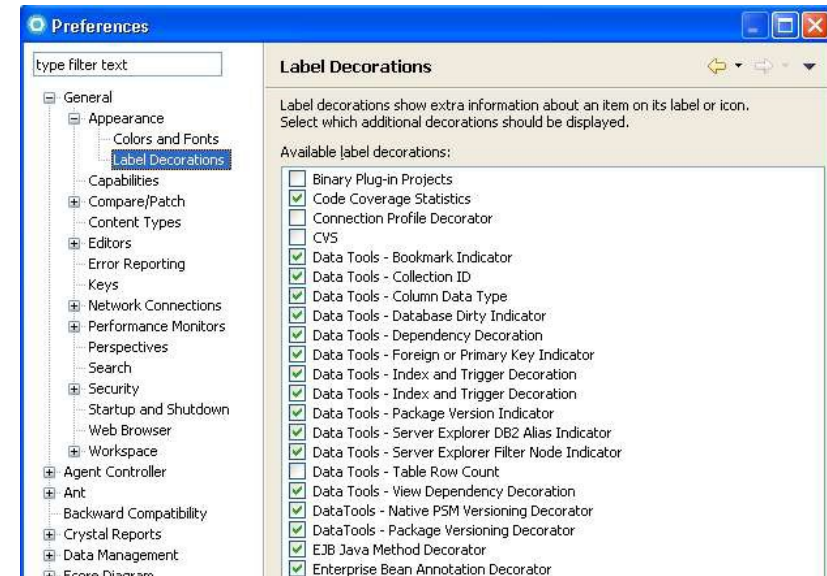 Preferences
type filter text
General
Appearance
Colors and Fonts
Label Decorations
Capabilities
Compare/Patch
Content Types
Editors
Error Reporting
Keys
Network Connections
Performance Monitors
Perspectives
Search
Security
Startup and Shutdown
Web Browser
Workspace
Agent Controller
Ant
Backward Compatibility
Crystal Reports
Data Management
Ecore Diagram
Label Decorations
Label decorations show extra information about an item on its label or icon.
Select which additional decorations should be displayed.
Available label decorations:
Binary Plug-in Projects
Code Coverage Statistics
Connection Profile Decorator
CVS
Data Tools - Bookmark Indicator
Data Tools - Collection ID
Data Tools - Column Data Type
Data Tools - Database Dirty Indicator
Data Tools - Dependency Decoration
Data Tools - Foreign or Primary Key Indicator
Data Tools - Index and Trigger Decoration
Data Tools - Index and Trigger Decoration
Data Tools - Package Version Indicator
Data Tools - Server Explorer DB2 Alias Indicator
Data Tools - Server Explorer Filter Node Indicator
Data Tools - Table Row Count
Data Tools - View Dependency Decoration
DataTools - Native PSM Versioning Decorator
DataTools - Package Versioning Decorator
EJB Java Method Decorator
Enterprise Bean Annotation Decorator